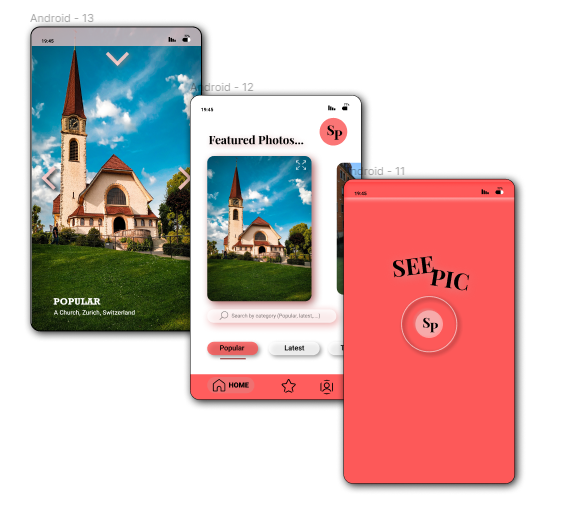 Android - 13
19:45
POPULAR
A Church, Zurich, Switzerland
Android - 12
19:45
Sp
Featured Photos...
Search by category (Popular, latest,...)
Popular
Latest
T
HOME
Android - 11
19:45
SEE
PIC
Sp